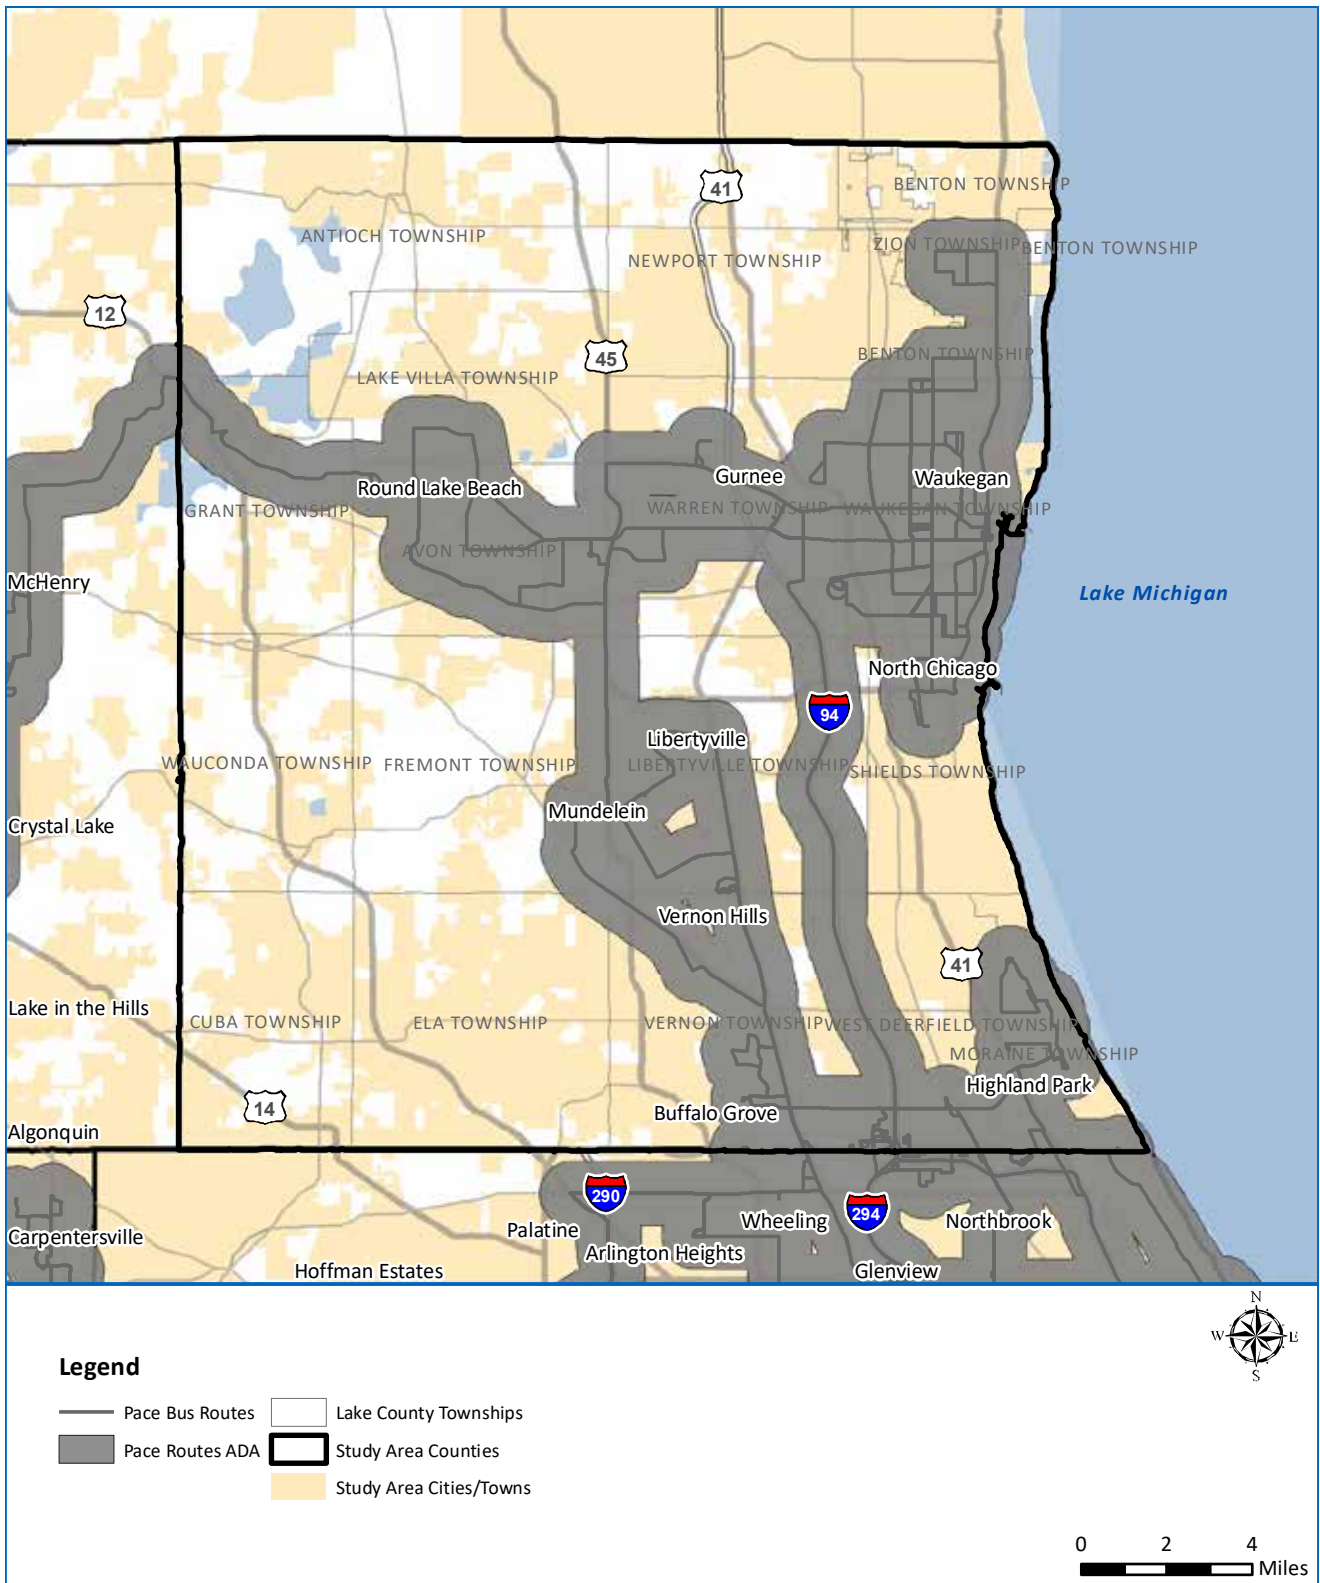 BENTON TOWNSHIP
41
ANTIOCH TOWNSHIP
ZION TOWNSHIP
BENTON TOWNSHIP
NEWPORT TOWNSHIP
12
45
BENTON TOWNSHIP
LAKE VILLA TOWNSHIP
Gurnee
Waukegan
Round Lake Beach
GRANT TOWNSHIP
WARREN TOWNSHIP
WAUKEGAN TOWNSHIP
AVON TOWNSHIP
McHenry
Lake Michigan
North Chicago
94
Libertyville
WAUCONDA TOWNSHIP
FREMONT TOWNSHIP
LIBERTYVILLE TOWNSHIP
SHIELDS TOWNSHIP
Mundelein
Crystal Lake
Vernon Hills
41
Lake in the Hills
CUBA TOWNSHIP
ELA TOWNSHIP
VERNON TOWNSHIP
WEST DEERFIELD TOWNSHIP
MORAINE TOWNSHIP
Highland Park
14
Buffalo Grove
Algonquin
290
294
Palatine
Wheeling
Northbrook
Carpentersville
Arlington Heights
Hoffman Estates
Glenview
N
W
E
S
Legend
Pace Bus Routes
Lake County Townships
Pace Routes ADA
Study Area Counties
Study Area Cities/Towns
0 2 4
Miles